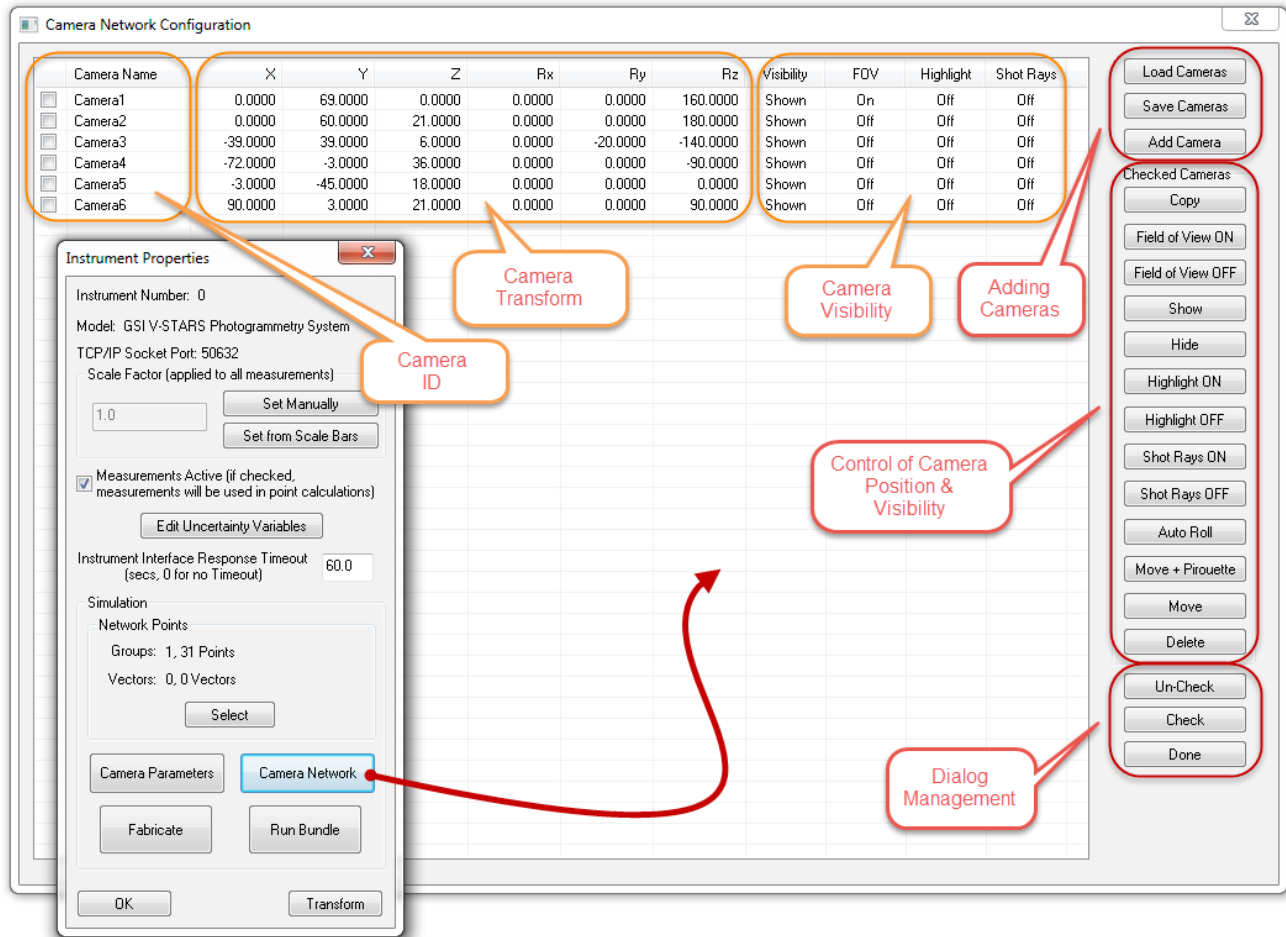 Camera Network Configuration
Camera Name X Y Z Rx Ry Rz Visibility FOV Highlight Shot Rays
Camera1 0.0000 69.0000 0.0000 0.0000 0.0000 160.0000 Shown On Off Off
Camera2 0.0000 60.0000 21.0000 0.0000 0.0000 180.0000 Shown Off Off Off
Camera3 -39.0000 39.0000 6.0000 0.0000 -20.0000 -140.0000 Shown Off Off Off
Camera4 -72.0000 -3.0000 36.0000 0.0000 0.0000 -90.0000 Shown Off Off Off
Camera5 -3.0000 -45.0000 18.0000 0.0000 0.0000 0.0000 Shown Off Off Off
Camera6 90.0000 3.0000 21.0000 0.0000 0.0000 90.0000 Shown Off Off Off
Camera
Transform
Camera
Visibility
Adding
Cameras
Camera
ID
Control of Camera
Position &
Visibility
Dialog
Management
Load Cameras
Save Cameras
Add Camera
Checked Cameras
Copy
Field of View ON
Field of View OFF
Show
Hide
Highlight ON
Highlight OFF
Shot Rays ON
Shot Rays OFF
Auto Roll
Move + Pirouette
Move
Delete
Un-Check
Check
Done
Instrument Properties
Instrument Number: 0
Model: GSI V-STARS Photogrammetry System
TCP/IP Socket Port: 50632
Scale Factor (applied to all measurements)
1.0
Set Manually
Set from Scale Bars
Measurements Active (if checked,
measurements will be used in point calculations)
Edit Uncertainty Variables
Instrument Interface Response Timeout
(secs, 0 for no Timeout)
60.0
Simulation
Network Points
Groups: 1, 31 Points
Vectors: 0, 0 Vectors
Select
Camera Parameters
Camera Network
Fabricate
Run Bundle
OK
Transform